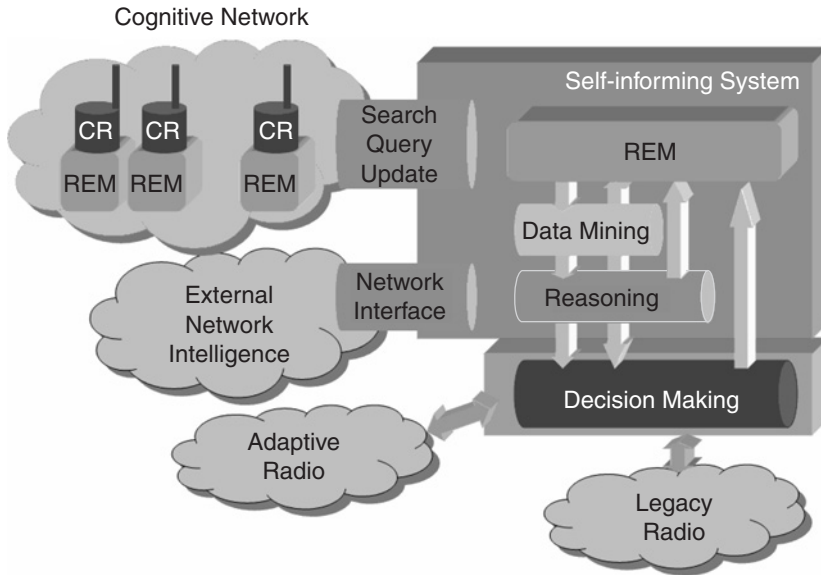 Cognitive Network
Self-informing System
CR CR CR
REM REM REM
Search
Query
Update
REM
Data Mining
External
Network
Intelligence
Network
Interface
Reasoning
Decision Making
Adaptive
Radio
Legacy
Radio